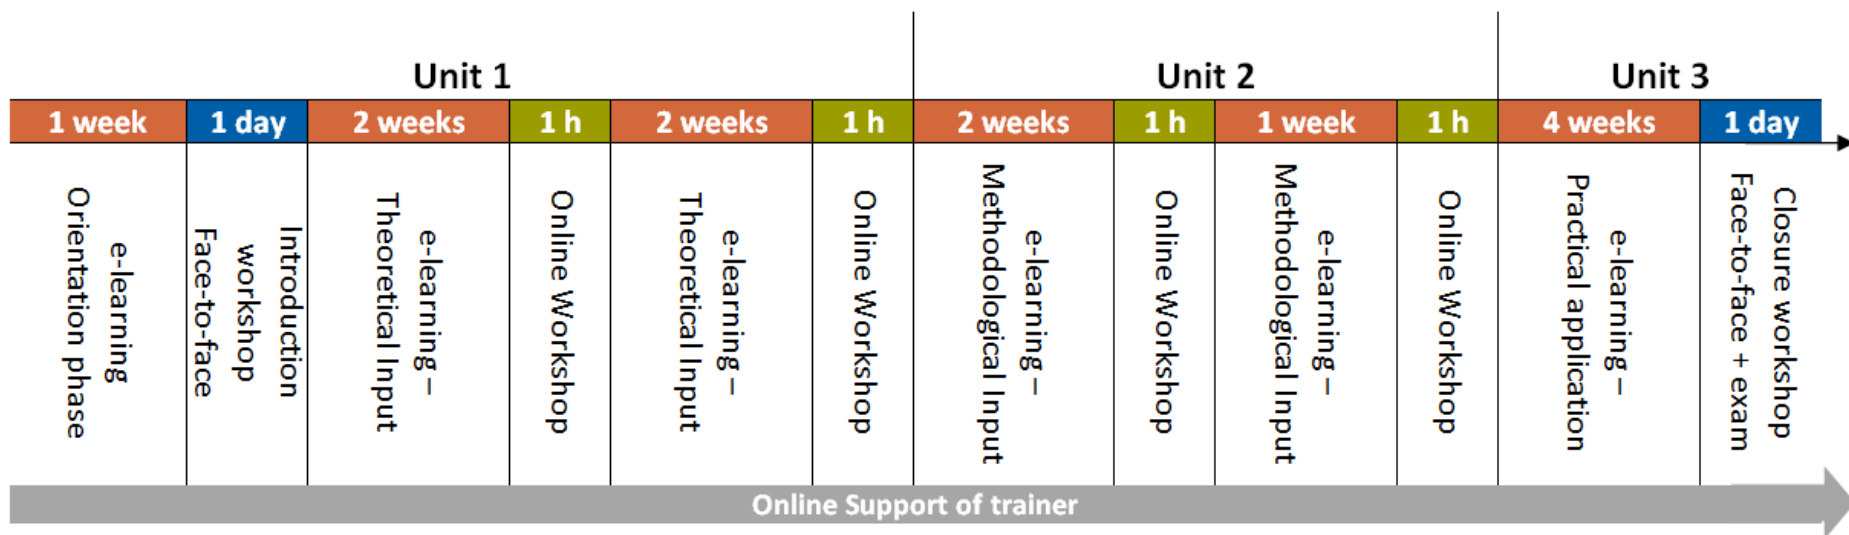 Unit 1
Unit 2
Unit 3
1 week
1 day
2 weeks
1 h
2 weeks
1 h
2 weeks
1 h
1 week
1 h
4 weeks
1 day
e-learning
Orientation phase
Introduction
workshop
Face-to-face
e-learning –
Theoretical Input
Online Workshop
e-learning –
Theoretical Input
Online Workshop
e-learning –
Methodological Input
Online Workshop
e-learning –
Methodological Input
Online Workshop
e-learning –
Practical application
Closure workshop
Face-to-face + exam
Online Support of trainer